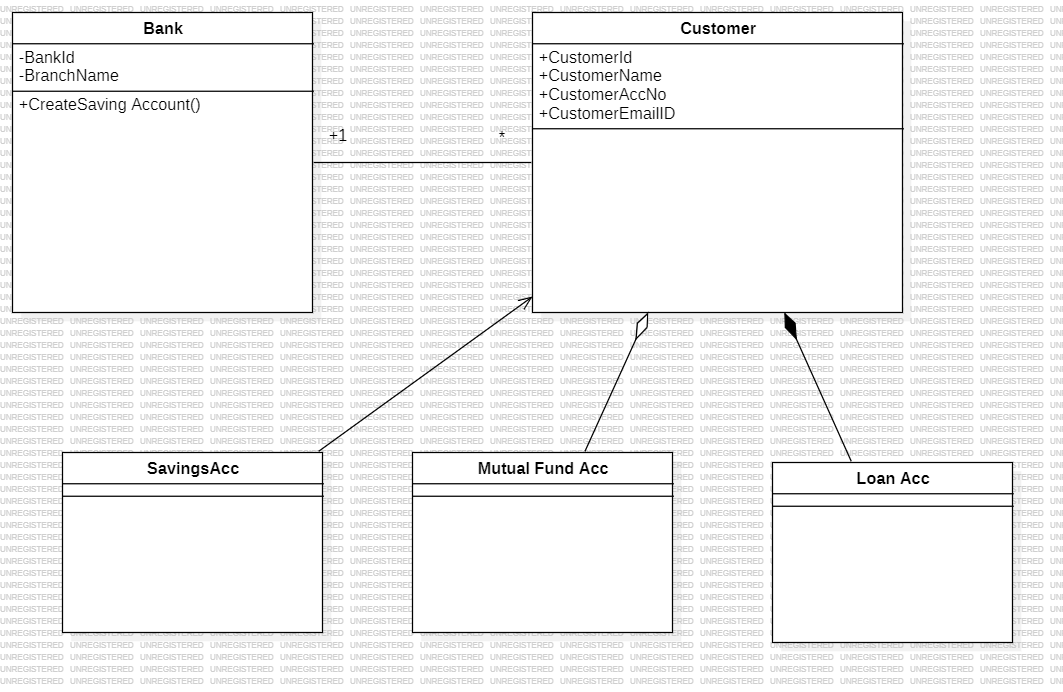 Bank
-BankId
-BranchName
+CreateSaving Account()
Customer
+CustomerId
+CustomerName
+CustomerAccNo
+CustomerEmailID
+1
*
SavingsAcc
Mutual Fund Acc
Loan Acc
UNREGISTERED